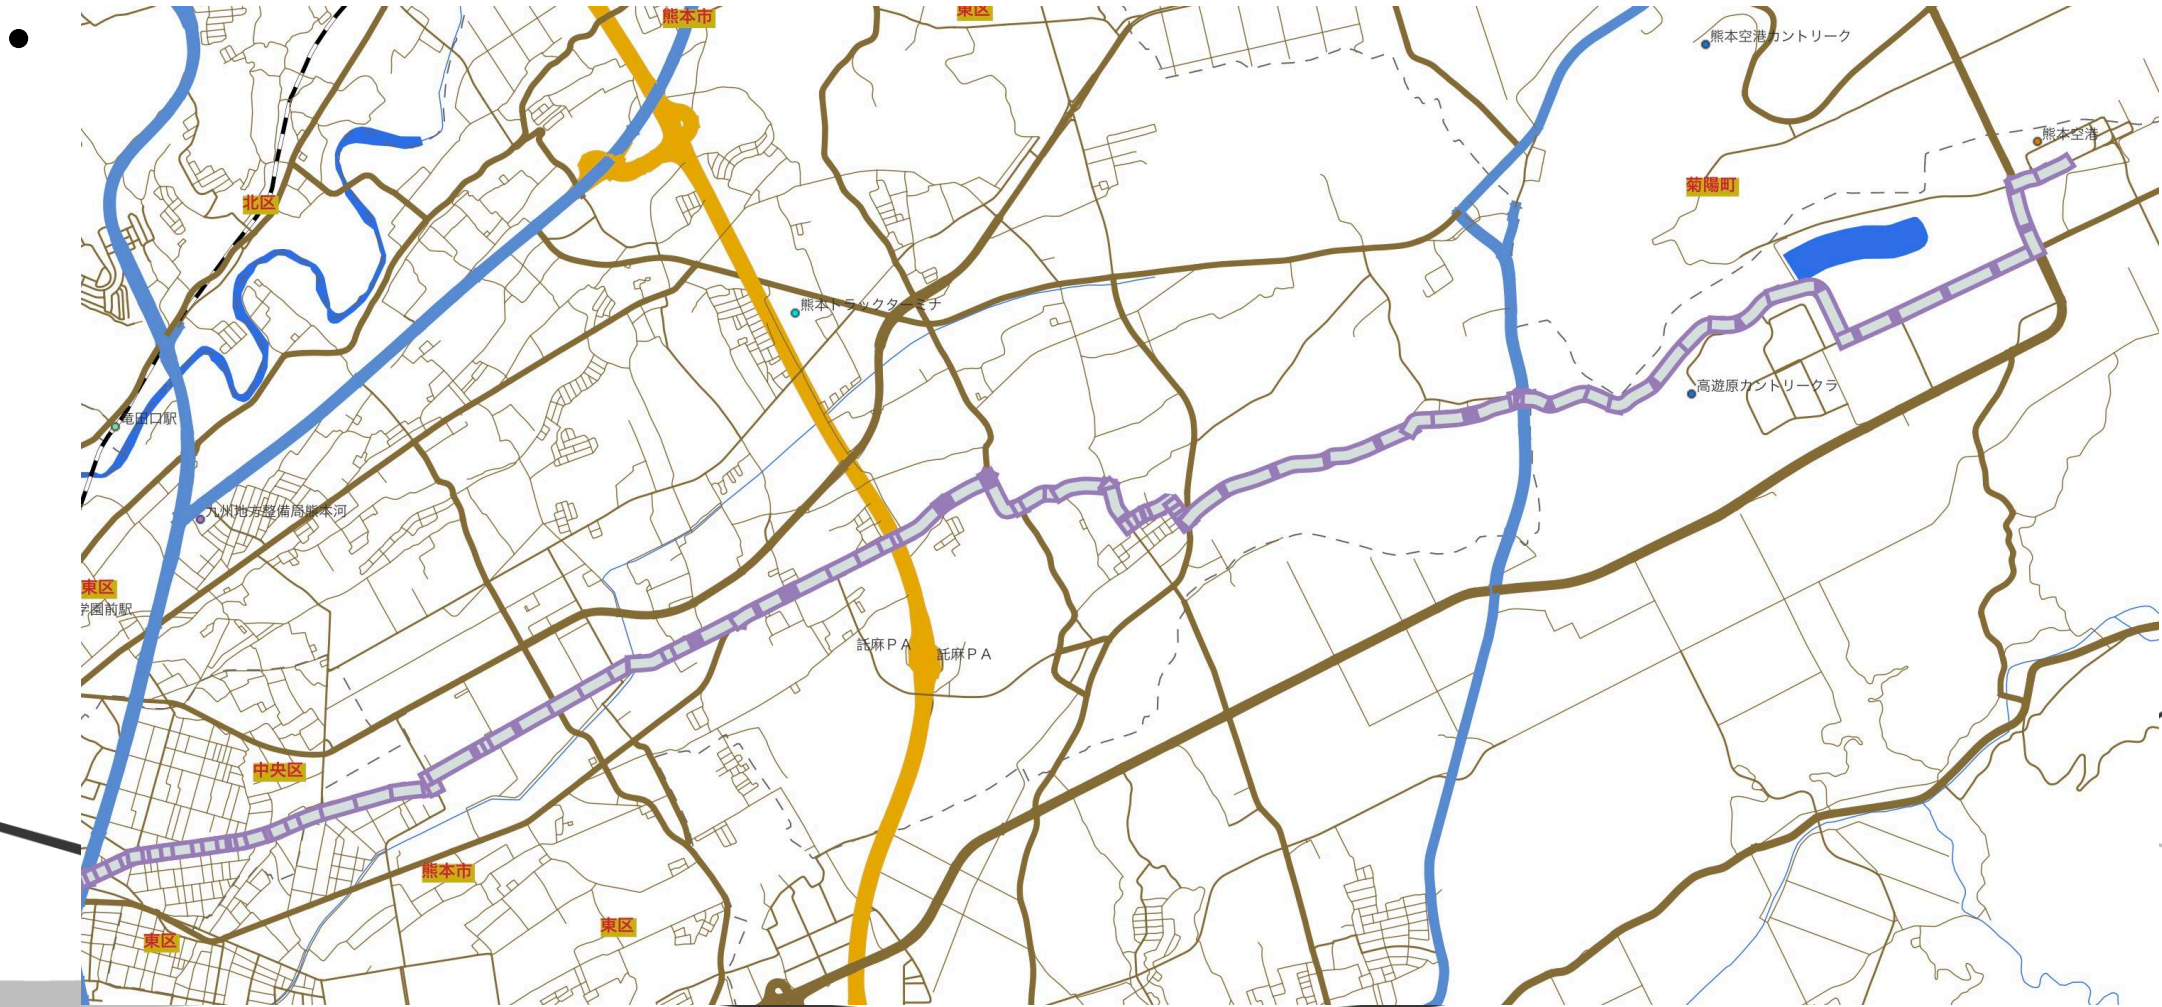 熊本市
東区
熊本空港カントリーク
熊本空港
菊陽町
北区
熊本トラックターミナ
高遊原カントリークラ
竜田口駅
九州地方整備局熊本河
東区
学園前駅
託麻ＰＡ
託麻ＰＡ
中央区
熊本市
東区
東区